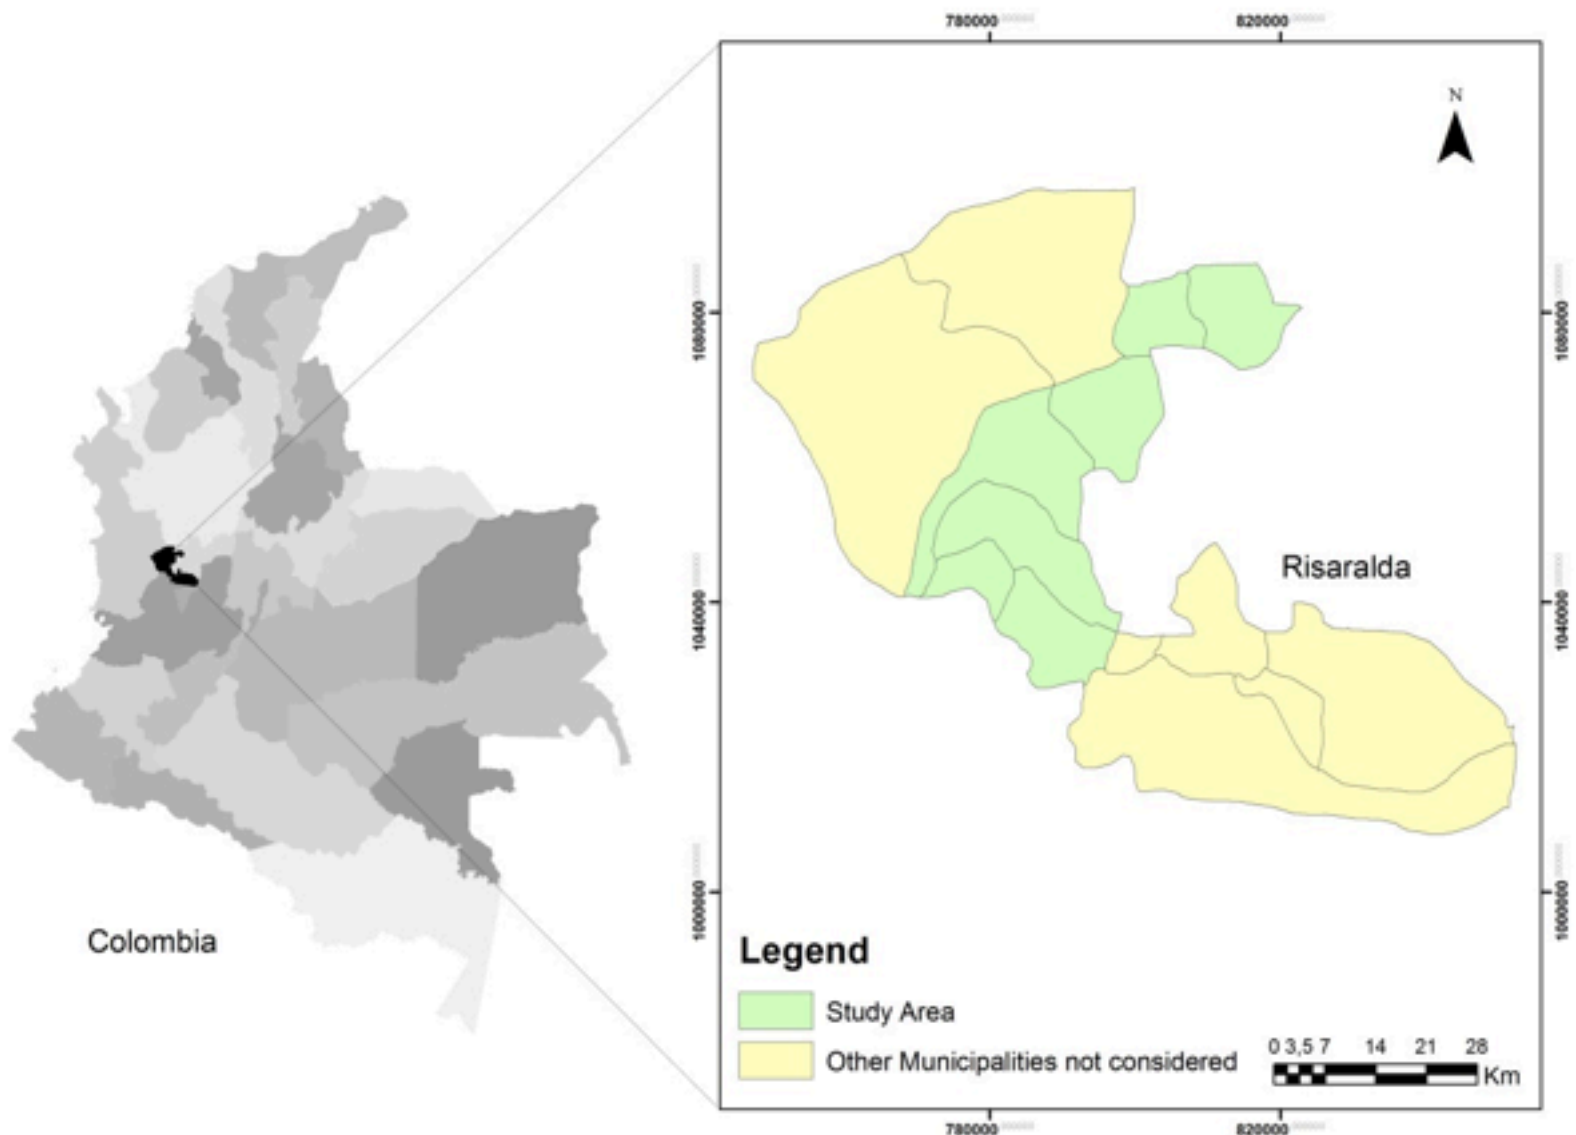 780000 820000
N
1080000 1080000
Risaralda
1040000 1040000
Colombia
1000000 1000000
Legend
Study Area
Other Municipalities not considered
0 3,5 7 14 21 28
Km
780000 820000